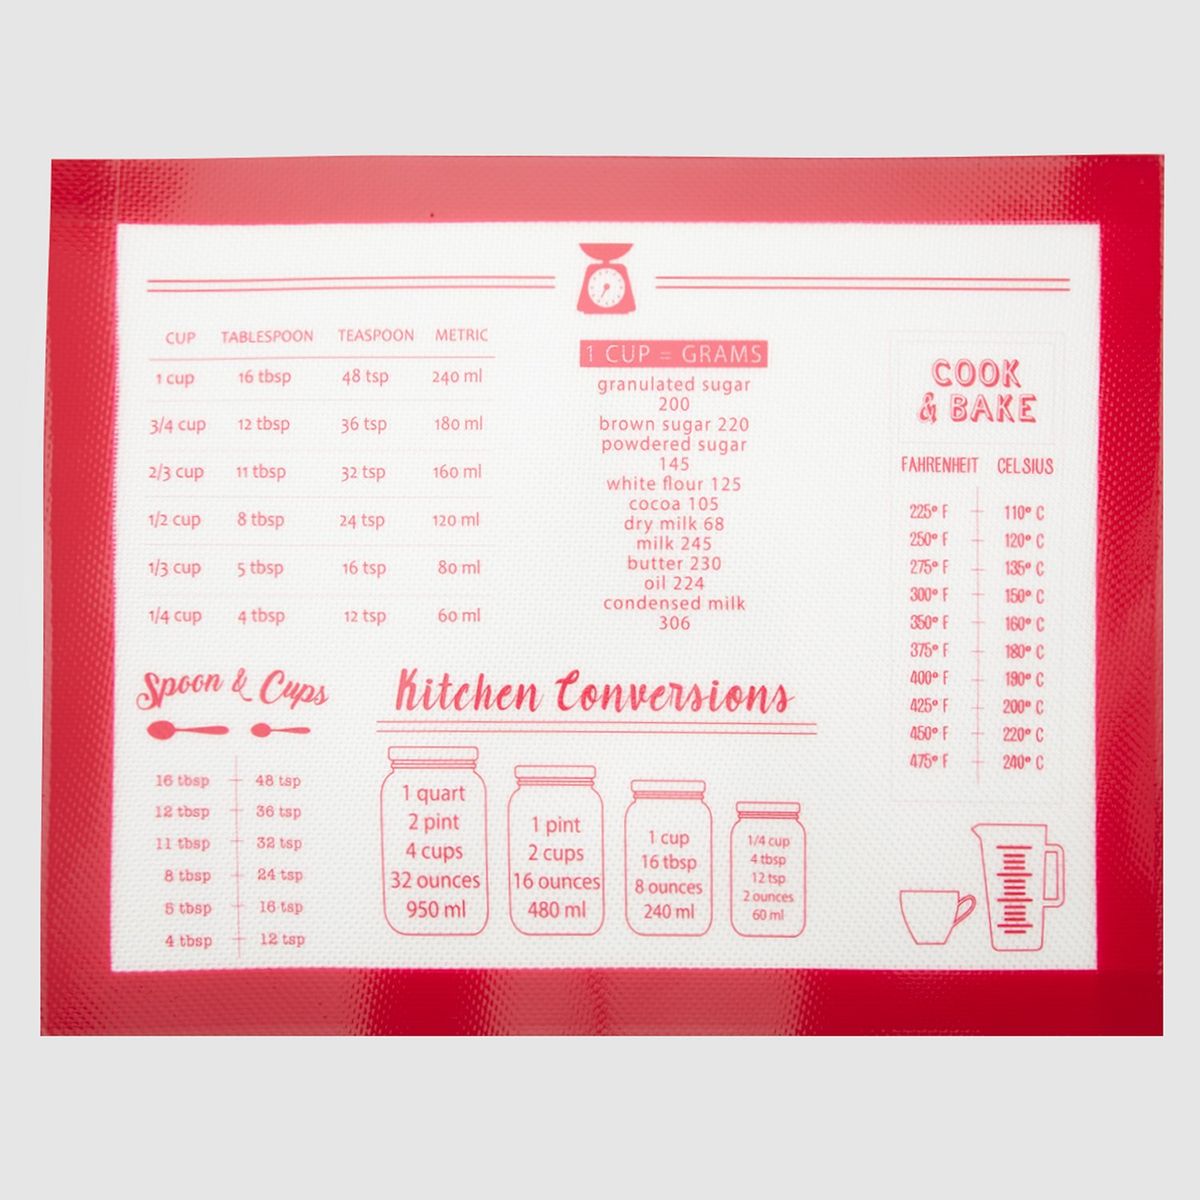 CUP TABLESPOON TEASPOON METRIC
1 cup 16 tbsp 48 tsp 240 ml
3/4 cup 12 tbsp 36 tsp 180 ml
2/3 cup 11 tbsp 32 tsp 160 ml
1/2 cup 8 tbsp 24 tsp 120 ml
1/3 cup 5 tbsp 16 tsp 80 ml
1/4 cup 4 tbsp 12 tsp 60 ml
1 CUP = GRAMS
granulated sugar
200
brown sugar 220
powdered sugar
145
white flour 125
cocoa 105
dry milk 68
milk 245
butter 230
oil 224
condensed milk
306
COOK
& BAKE
FAHRENHEIT CELSIUS
225° F 110° C
250° F 120° C
275° F 135° C
300° F 150° C
350° F 160° C
375° F 180° C
400° F 190° C
425° F 200° C
450° F 220° C
475° F 240° C
Spoon & Cups
16 tbsp 48 tsp
12 tbsp 36 tsp
11 tbsp 32 tsp
8 tbsp 24 tsp
5 tbsp 16 tsp
4 tbsp 12 tsp
Kitchen Conversions
1 quart
2 pint
4 cups
32 ounces
950 ml
1 pint
2 cups
16 ounces
480 ml
1 cup
16 tbsp
8 ounces
240 ml
1/4 cup
4 tbsp
12 tsp
2 ounces
60 ml